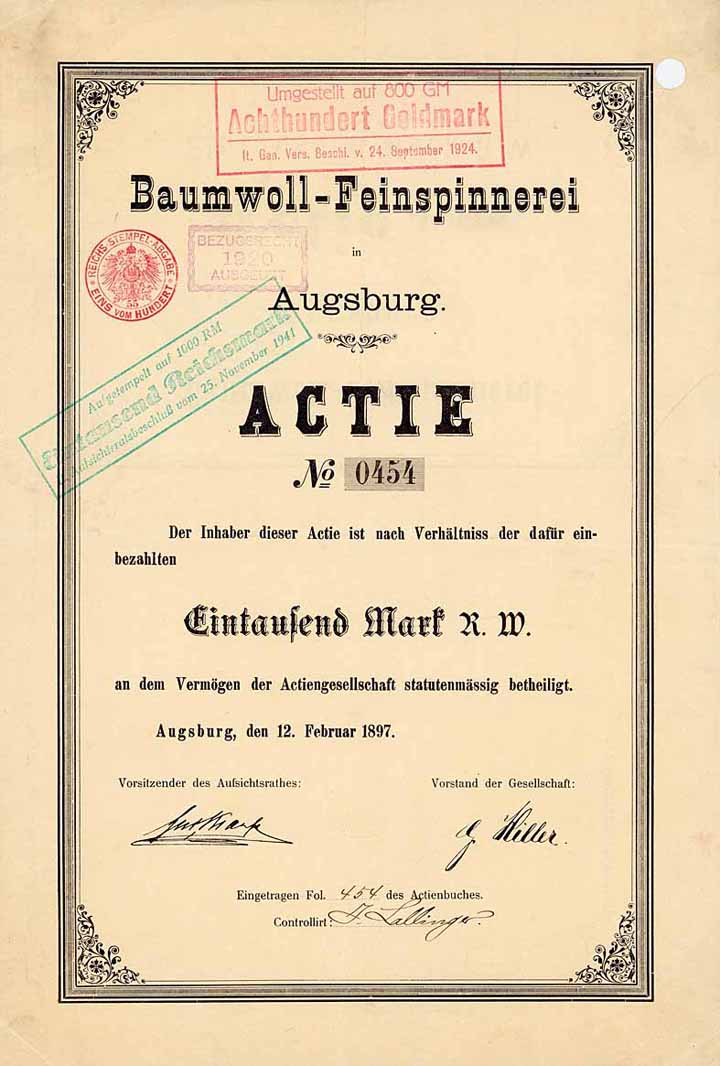 Umgestellt auf 800 GM
Achthundert Goldmark
lt. Gen. Vers. Beschl. v. 24. September 1924.
Baumwoll-Feinspinnerei
in
Augsburg.
REICHS-STEMPEL-ABGABE
55
EINS VOM HUNDERT
BEZUGSRECHT
1920
AUSGEÜBT
Aufgestempelt auf 1000 RM
Eintausend Reichsmark
Aufsichtsratsbeschluß vom 25. November 1941
ACTIE
No 0454
Der Inhaber dieser Actie ist nach Verhältniss der dafür ein-
bezahlten
Eintausend Mark R. W.
an dem Vermögen der Actiengesellschaft statutenmässig betheiligt.
Augsburg, den 12. Februar 1897.
Vorsitzender des Aufsichtsrathes:
Vorstand der Gesellschaft:
Hiller.
Eingetragen Fol. 454 des Actienbuches.
Controllirt: Lallinger.